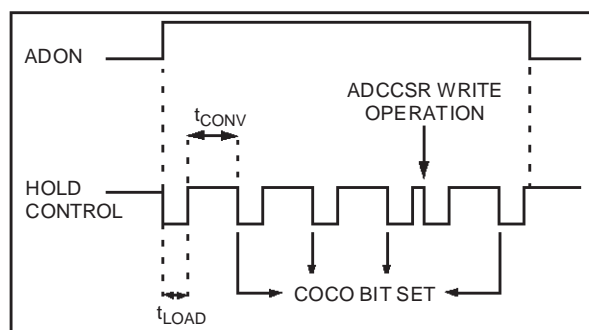 ADON
ADCCSR WRITE
OPERATION
tCONV
HOLD
CONTROL
COCO BIT SET
tLOAD